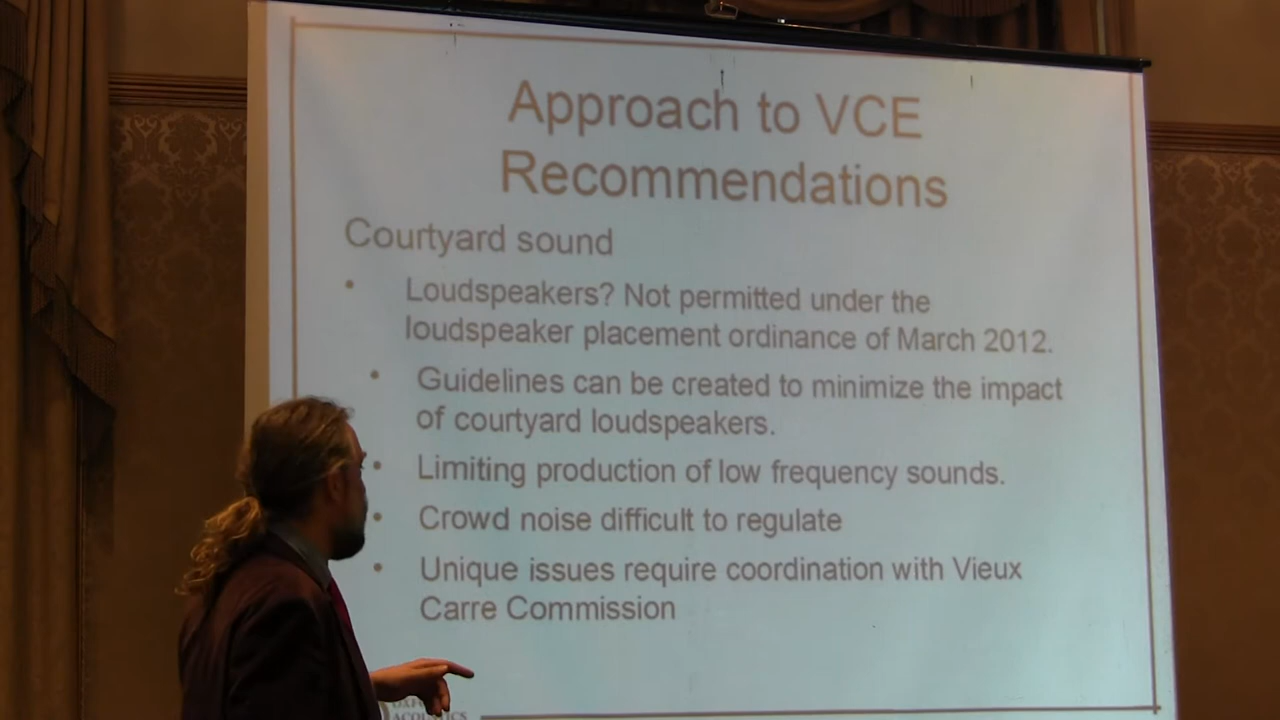 Approach to VCE
Recommendations
Courtyard sound
• Loudspeakers? Not permitted under the
loudspeaker placement ordinance of March 2012.
• Guidelines can be created to minimize the impact
of courtyard loudspeakers.
• Limiting production of low frequency sounds.
• Crowd noise difficult to regulate
• Unique issues require coordination with Vieux
Carre Commission